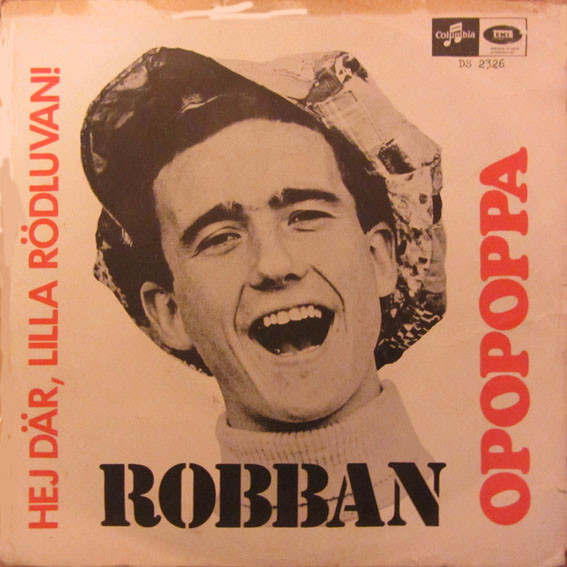 HEJ DÄR, LILLA RÖDLUVAN!
Columbia
EMI
DS 2326
OPOPOPPA
ROBBAN